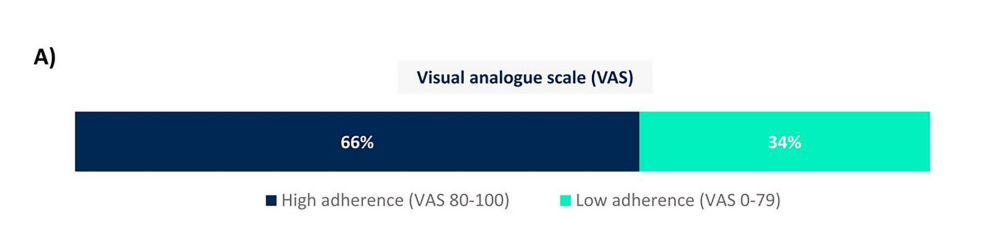 A)
Visual analogue scale (VAS)
66% 34%
High adherence (VAS 80-100) Low adherence (VAS 0-79)